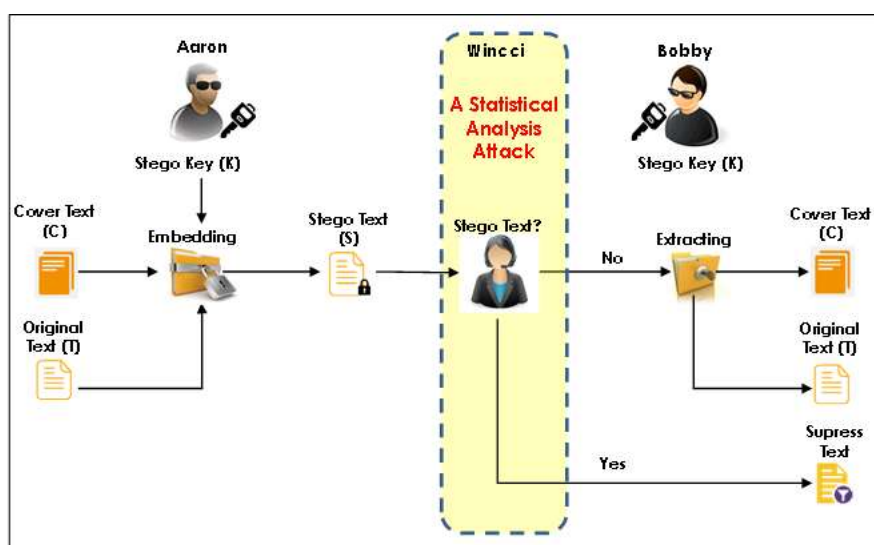 Aaron
Wincci
Bobby
A Statistical
Analysis
Attack
Stego Key (K)
Stego Key (K)
Cover Text
(C)
Embedding
Stego Text
(S)
Stego Text?
Extracting
Cover Text
(C)
No
Original
Text (T)
Original
Text (T)
Supress
Text
Yes